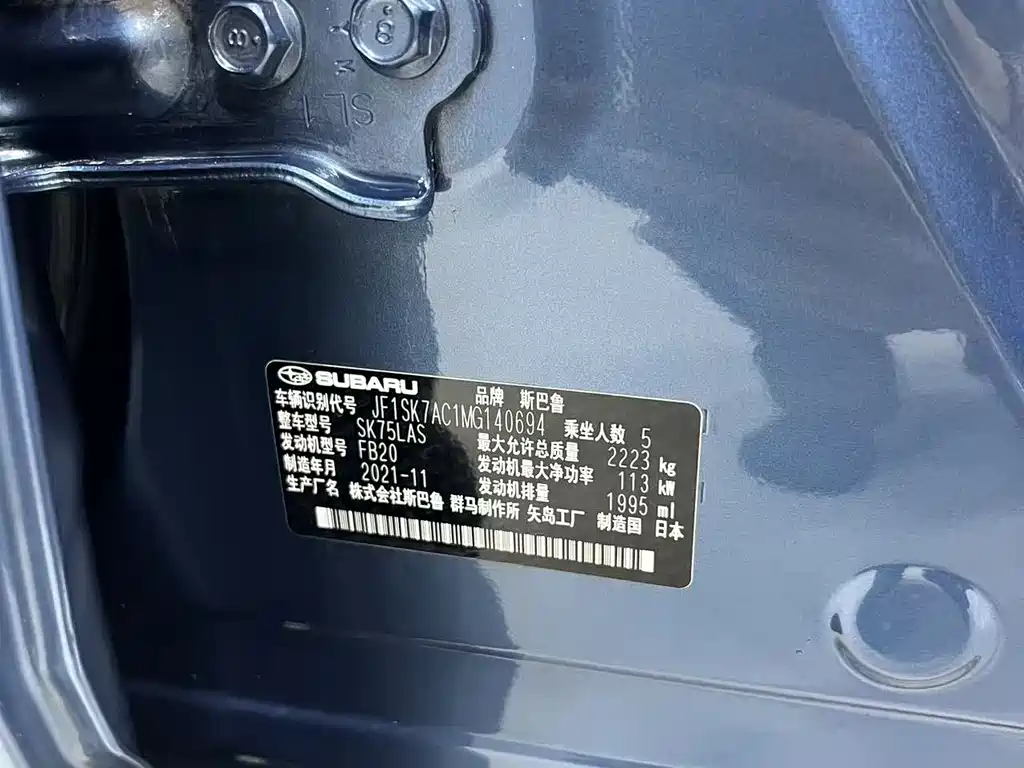 8
8
SL1
SUBARU 品牌 斯巴鲁
车辆识别代号 JF1SK7AC1MG140694 乘坐人数 5
整车型号 SK75LAS 最大允许总质量 2223 kg
发动机型号 FB20 发动机最大净功率 113 kW
制造年月 2021-11 发动机排量 1995 ml
生产厂名 株式会社斯巴鲁 群马制作所 矢岛工厂 制造国 日本